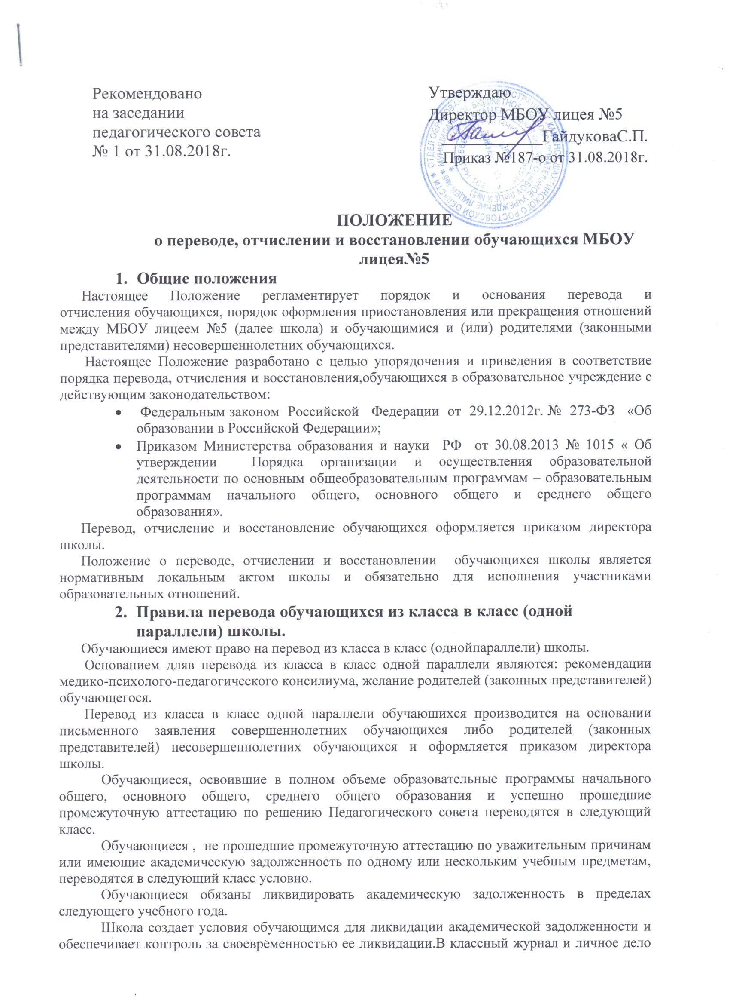 Рекомендовано
на заседании
педагогического совета
№ 1 от 31.08.2018г.
Утверждаю
Директор МБОУ лицея №5
ГайдуковаС.П.
Приказ №187-о от 31.08.2018г.
ПОЛОЖЕНИЕ
о переводе, отчислении и восстановлении обучающихся МБОУ
лицея№5
1. Общие положения
Настоящее Положение регламентирует порядок и основания перевода и
отчисления обучающихся, порядок оформления приостановления или прекращения отношений
между МБОУ лицеем №5 (далее школа) и обучающимися и (или) родителями (законными
представителями) несовершеннолетних обучающихся.
Настоящее Положение разработано с целью упорядочения и приведения в соответствие
порядка перевода, отчисления и восстановления,обучающихся в образовательное учреждение с
действующим законодательством:
• Федеральным законом Российской Федерации от 29.12.2012г. № 273-ФЗ «Об
образовании в Российской Федерации»;
• Приказом Министерства образования и науки РФ от 30.08.2013 № 1015 « Об
утверждении Порядка организации и осуществления образовательной
деятельности по основным общеобразовательным программам – образовательным
программам начального общего, основного общего и среднего общего
образования».
Перевод, отчисление и восстановление обучающихся оформляется приказом директора
школы.
Положение о переводе, отчислении и восстановлении обучающихся школы является
нормативным локальным актом школы и обязательно для исполнения участниками
образовательных отношений.
2. Правила перевода обучающихся из класса в класс (одной
параллели) школы.
Обучающиеся имеют право на перевод из класса в класс (однойпараллели) школы.
Основанием дляв перевода из класса в класс одной параллели являются: рекомендации
медико-психолого-педагогического консилиума, желание родителей (законных представителей)
обучающегося.
Перевод из класса в класс одной параллели обучающихся производится на основании
письменного заявления совершеннолетних обучающихся либо родителей (законных
представителей) несовершеннолетних обучающихся и оформляется приказом директора
школы.
Обучающиеся, освоившие в полном объеме образовательные программы начального
общего, основного общего, среднего общего образования и успешно прошедшие
промежуточную аттестацию по решению Педагогического совета переводятся в следующий
класс.
Обучающиеся , не прошедшие промежуточную аттестацию по уважительным причинам
или имеющие академическую задолженность по одному или нескольким учебным предметам,
переводятся в следующий класс условно.
Обучающиеся обязаны ликвидировать академическую задолженность в пределах
следующего учебного года.
Школа создает условия обучающимся для ликвидации академической задолженности и
обеспечивает контроль за своевременностью ее ликвидации.В классный журнал и личное дело